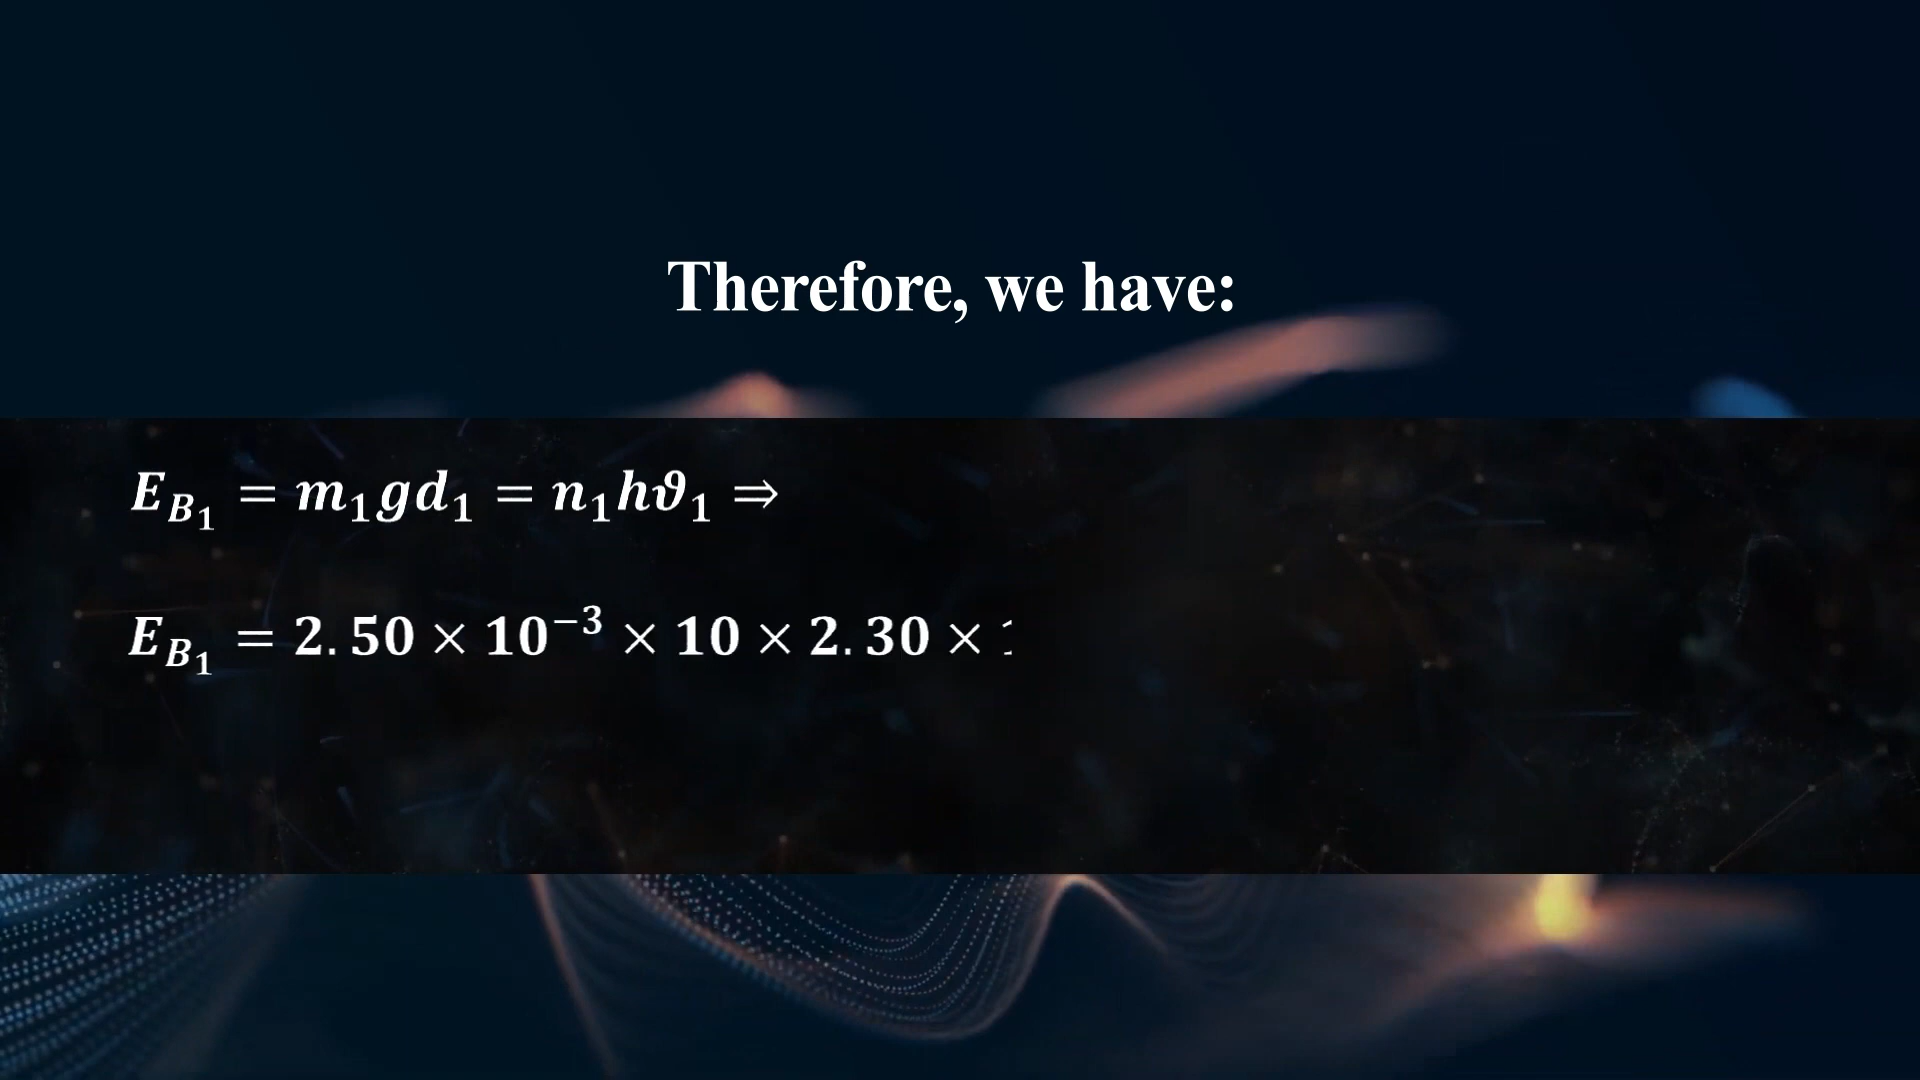 Therefore, we have:
E_{B_1} = m_1gd_1 = n_1hϑ_1 ⇒
E_{B_1} = 2.50 × 10^{-3} × 10 × 2.30 ×